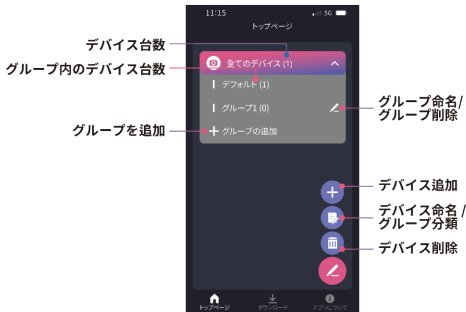 11:15
5G
トップページ
デバイス台数
全てのデバイス (1)
グループ内のデバイス台数
デフォルト (1)
グループ1 (0)
グループ命名/
グループ削除
グループを追加
グループの追加
デバイス追加
デバイス命名 /
グループ分類
デバイス削除
トップページ
ダウンロード
アプリについて